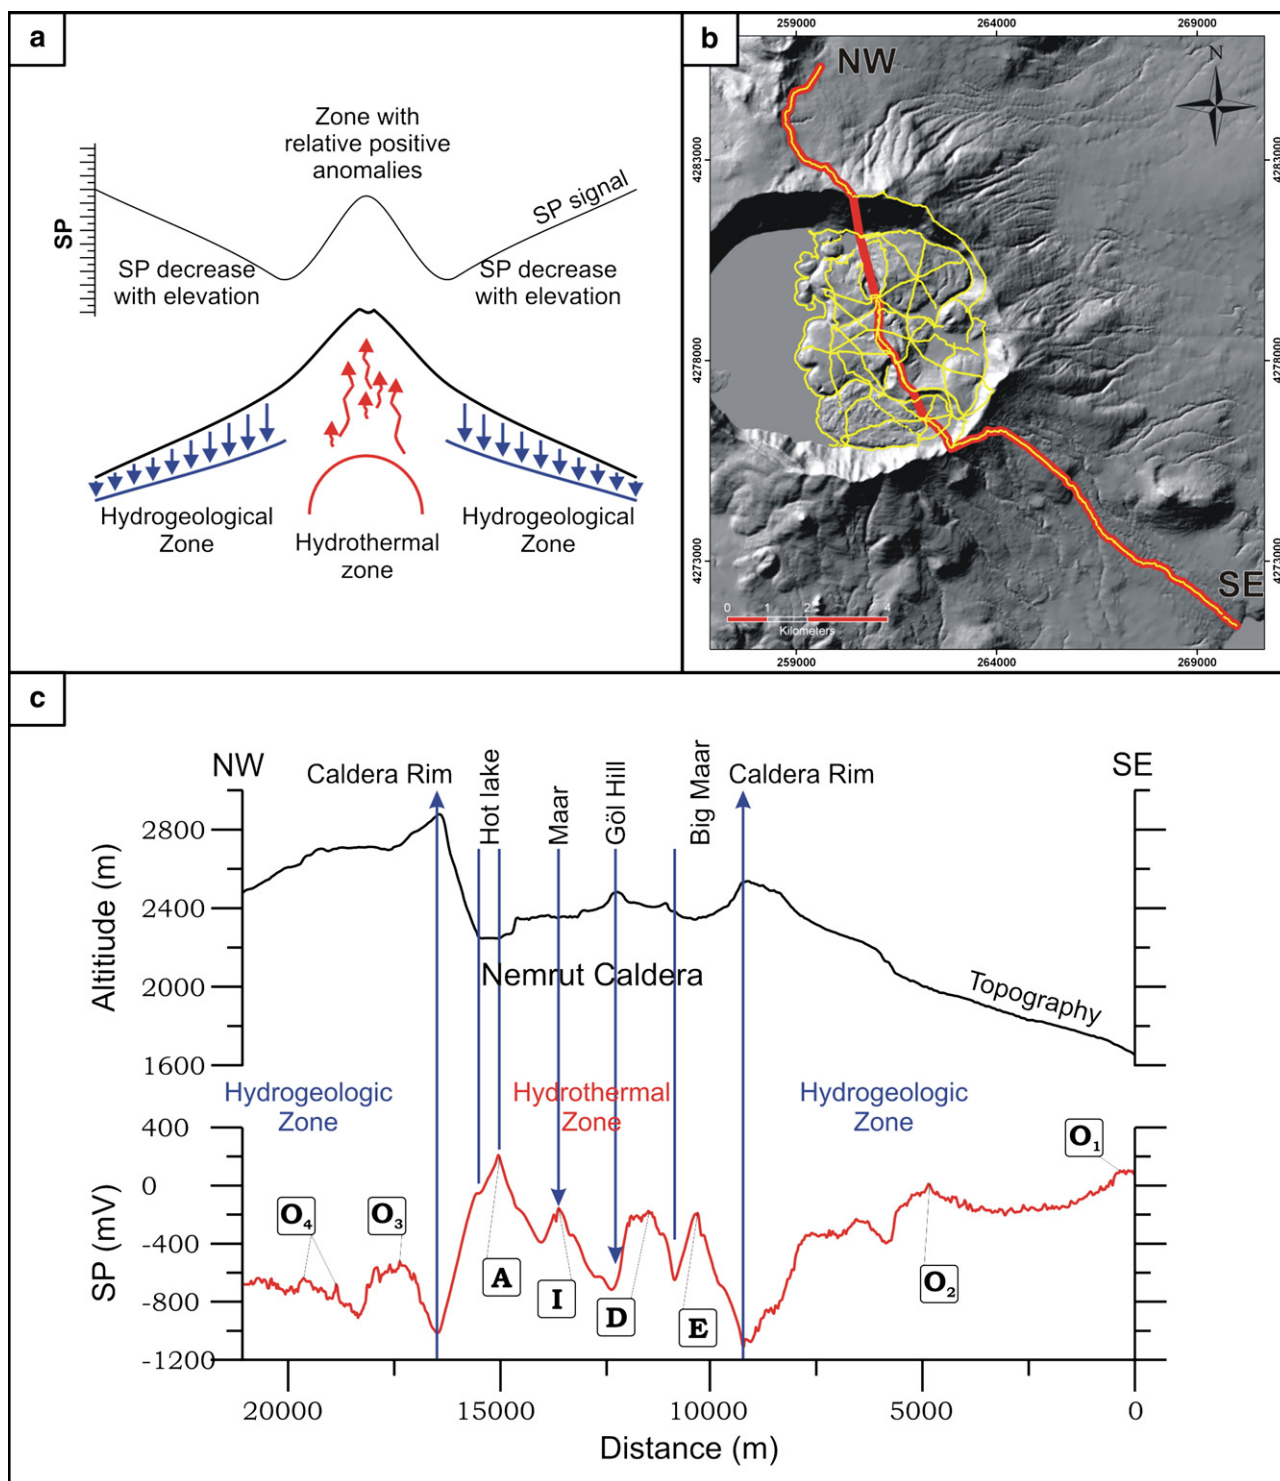 a
Zone with
relative positive
anomalies
SP
SP signal
SP decrease
with elevation
SP decrease
with elevation
Hydrogeological
Zone
Hydrothermal
zone
Hydrogeological
Zone
b
259000
264000
269000
NW
N
4283000
4283000
4278000
4278000
4273000
4273000
SE
0 1 2 4
Kilometers
259000
264000
269000
c
NW
SE
Caldera Rim
Hot lake
Maar
Göl Hill
Big Maar
Caldera Rim
Altitiude (m)
2800
2400
2000
1600
Nemrut Caldera
Topography
Hydrogeologic
Zone
Hydrothermal
Zone
Hydrogeologic
Zone
SP (mV)
400
0
-400
-800
-1200
O4
O3
A
I
D
E
O2
O1
20000
15000
10000
5000
0
Distance (m)